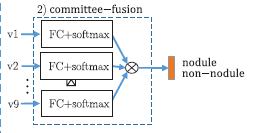 2) committee-fusion
v1
FC+softmax
v2
FC+softmax
v9
FC+softmax
nodule
non-nodule